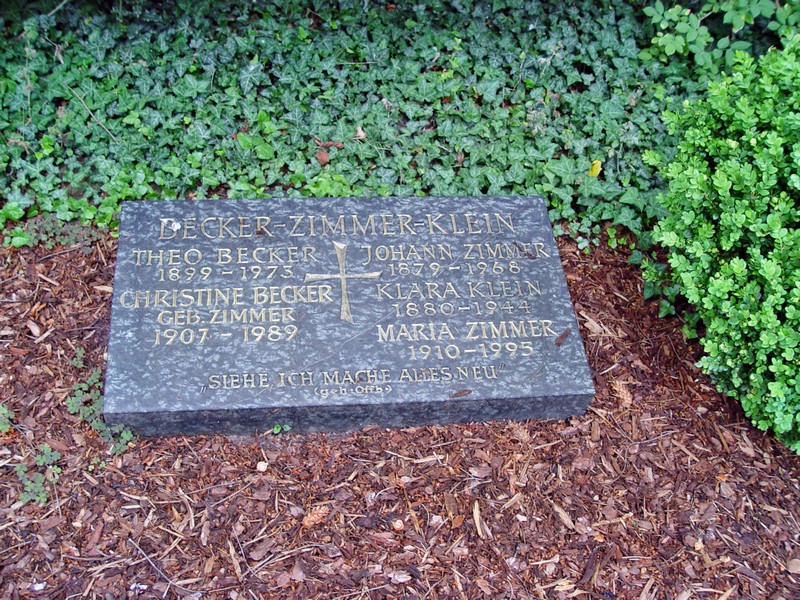 DECKER-ZIMMER-KLEIN
THEO BECKER
1899-1973
CHRISTINE BECKER
GEB. ZIMMER
1907-1989
JOHANN ZIMMER
1879-1968
KLARA KLEIN
1880-1944
MARIA ZIMMER
1910-1995
„SIEHE, ICH MACHE ALLES NEU"